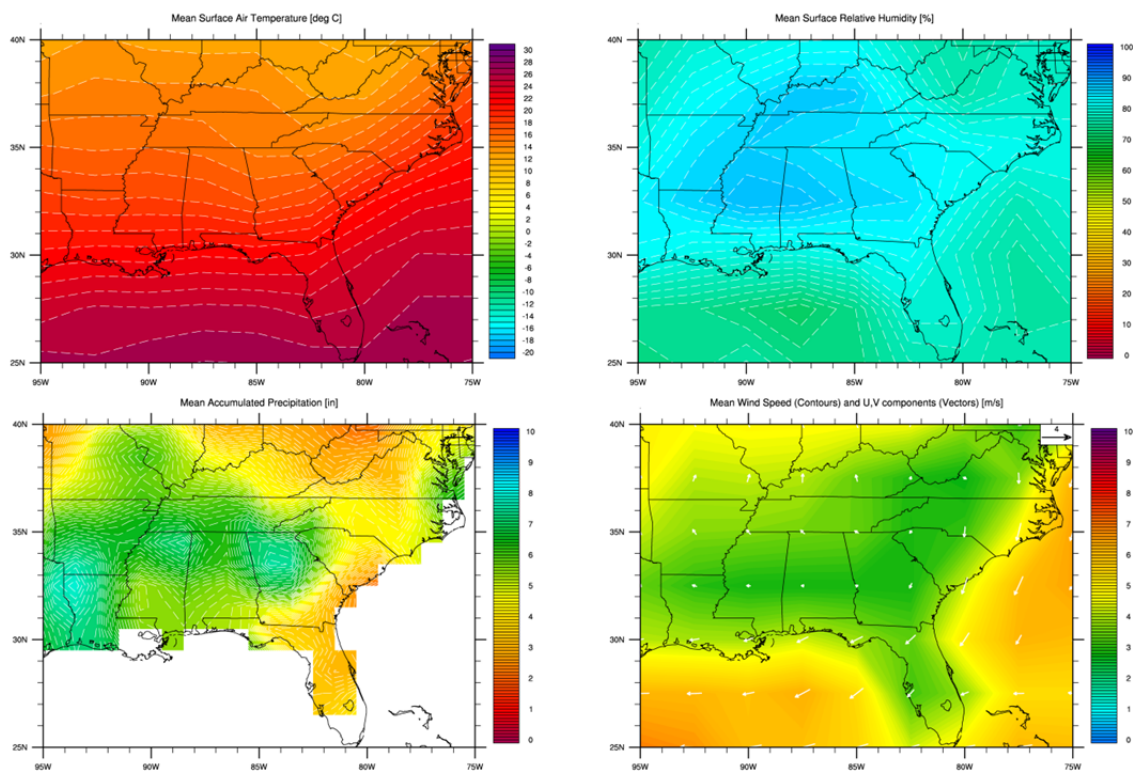 Mean Surface Air Temperature [deg C]
40N
35N
30N
25N
95W 90W 85W 80W 75W
30
28
26
24
22
20
18
16
14
12
10
8
6
4
2
0
-2
-4
-6
-8
-10
-12
-14
-16
-18
-20
Mean Surface Relative Humidity [%]
40N
35N
30N
25N
95W 90W 85W 80W 75W
100
90
80
70
60
50
40
30
20
10
0
Mean Accumulated Precipitation [in]
40N
35N
30N
25N
95W 90W 85W 80W 75W
10
9
8
7
6
5
4
3
2
1
0
Mean Wind Speed (Contours) and U,V components (Vectors) [m/s]
4
40N
35N
30N
25N
95W 90W 85W 80W 75W
10
9
8
7
6
5
4
3
2
1
0